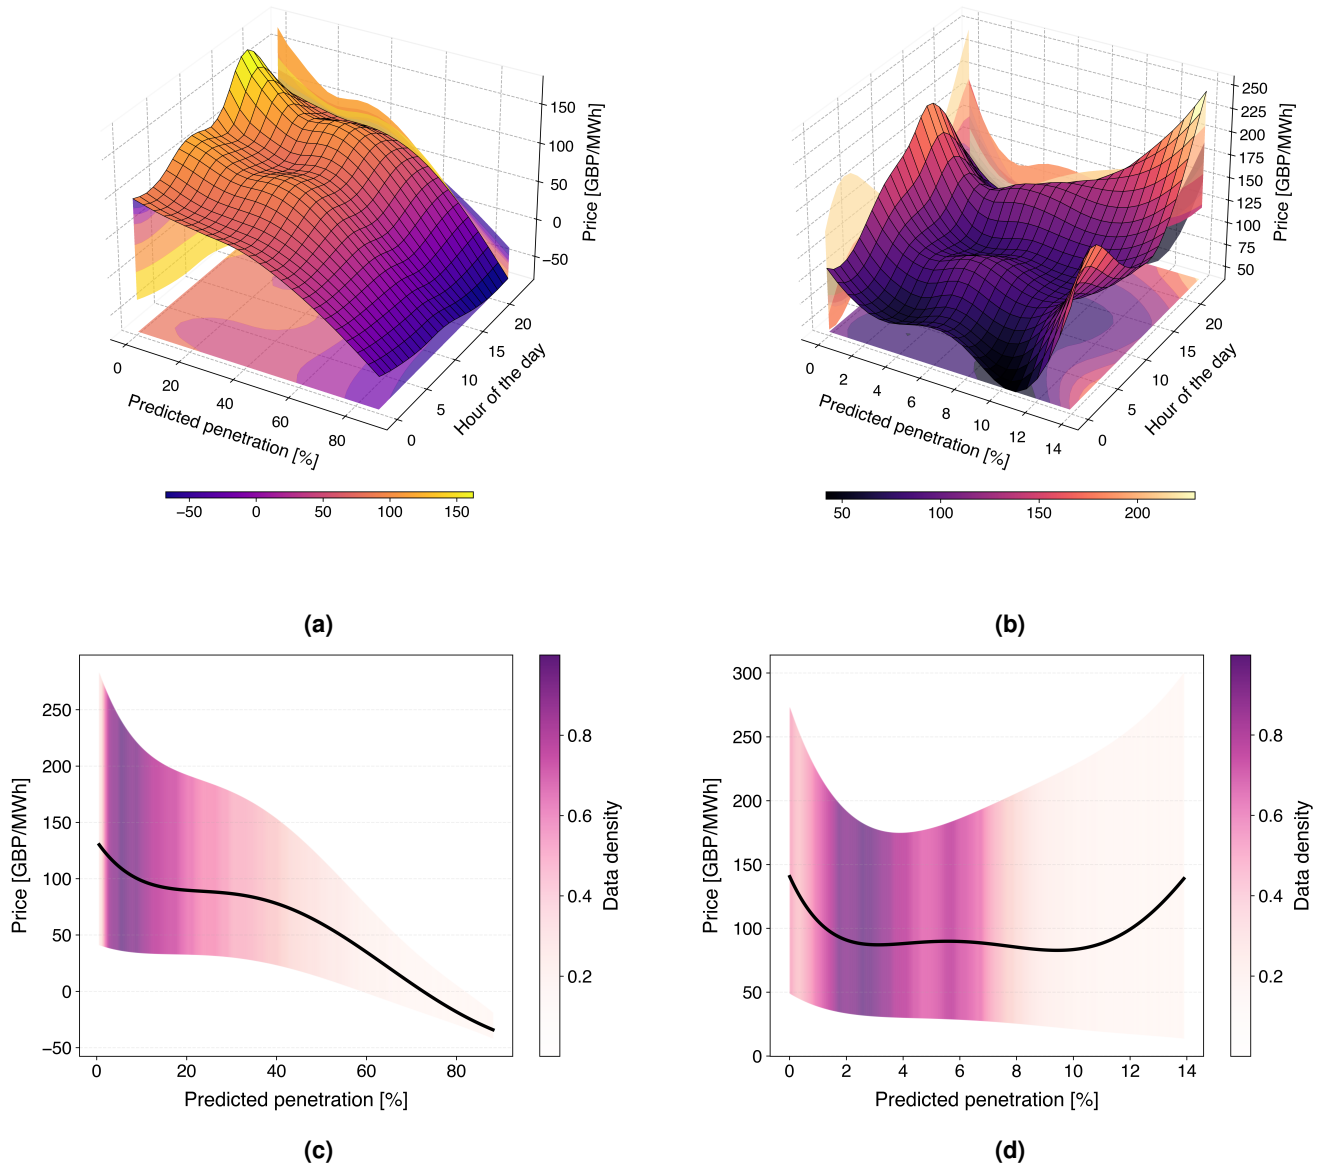 150
100
50
0
−50
Price [GBP/MWh]
0
20
40
60
80
Predicted penetration [%]
0
5
10
15
20
Hour of the day
−50 0 50 100 150
(a)
250
225
200
175
150
125
100
75
50
Price [GBP/MWh]
0
2
4
6
8
10
12
14
Predicted penetration [%]
0
5
10
15
20
Hour of the day
50 100 150 200
(b)
250
200
150
100
50
0
−50
Price [GBP/MWh]
0 20 40 60 80
Predicted penetration [%]
0.8
0.6
0.4
0.2
Data density
(c)
300
250
200
150
100
50
0
Price [GBP/MWh]
0 2 4 6 8 10 12 14
Predicted penetration [%]
0.8
0.6
0.4
0.2
Data density
(d)